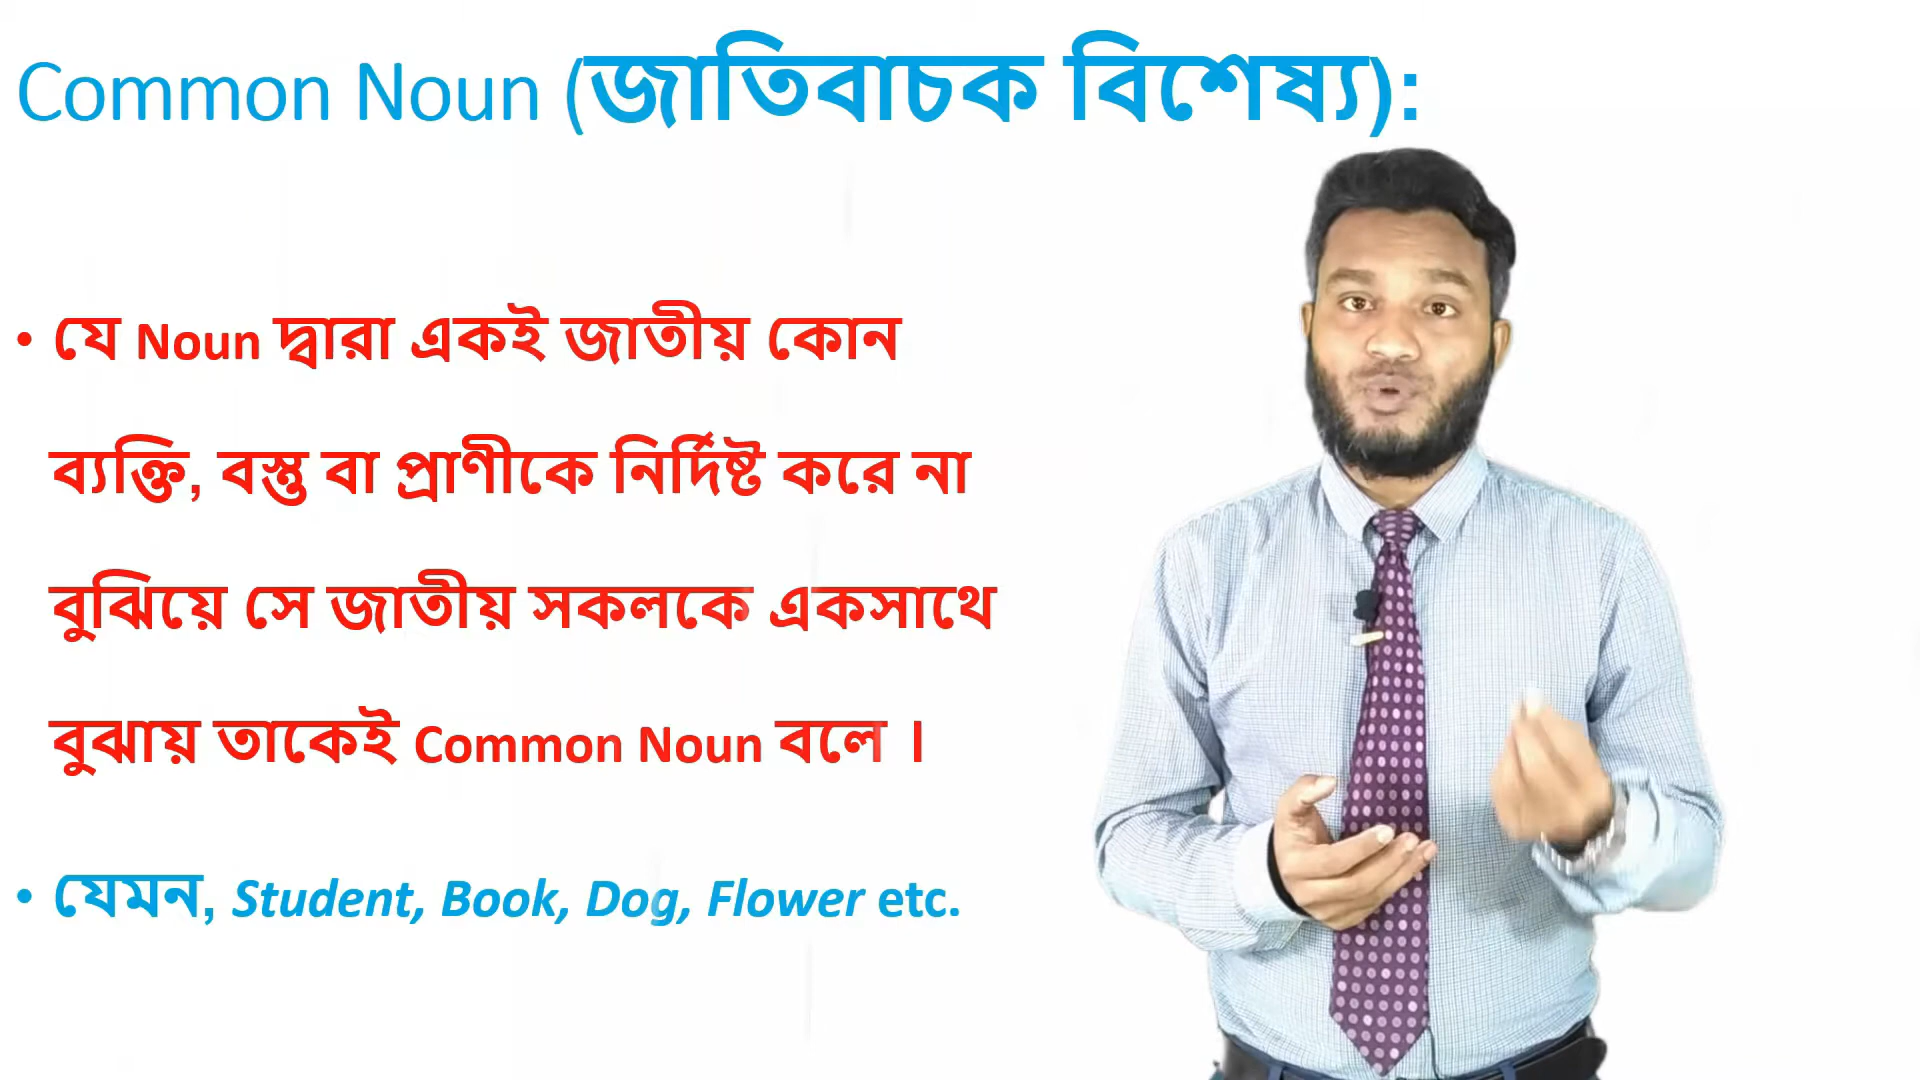 Common Noun (জাতিবাচক বিশেষ্য):
• যে Noun দ্বারা একই জাতীয় কোন
ব্যক্তি, বস্তু বা প্রাণীকে নির্দিষ্ট করে না
বুঝিয়ে সে জাতীয় সকলকে একসাথে
বুঝায় তাকেই Common Noun বলে ।
• যেমন, Student, Book, Dog, Flower etc.